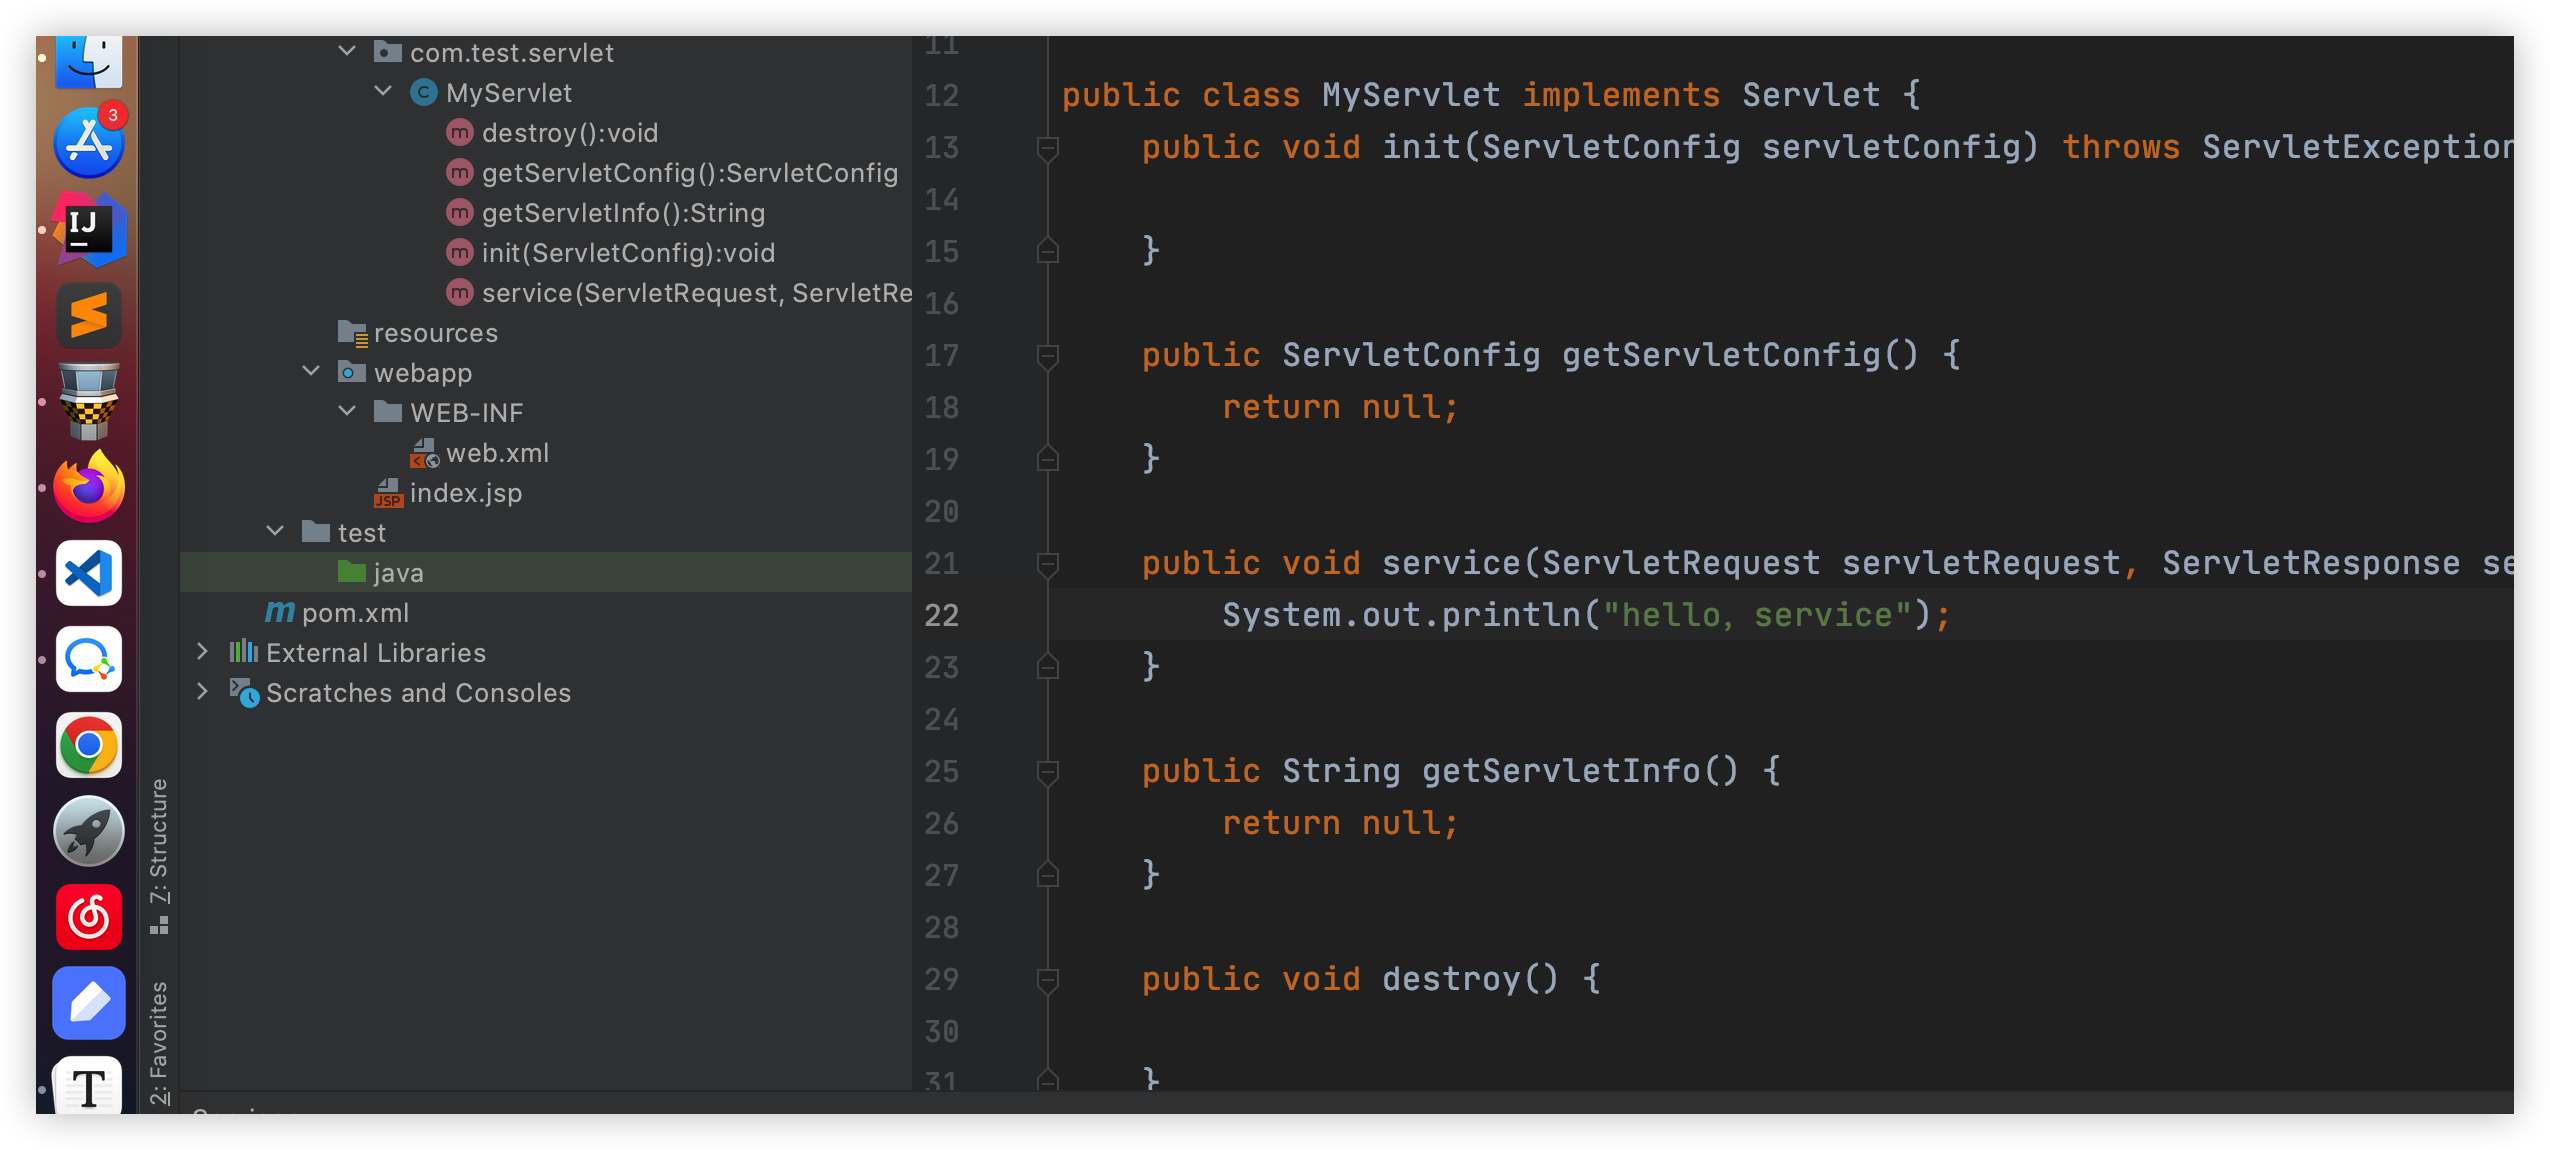 3
IJ
T
7: Structure
2: Favorites
com.test.servlet
MyServlet
destroy():void
getServletConfig():ServletConfig
getServletInfo():String
init(ServletConfig):void
service(ServletRequest, ServletRe
resources
webapp
WEB-INF
web.xml
JSP index.jsp
test
java
m pom.xml
External Libraries
Scratches and Consoles
11
12 public class MyServlet implements Servlet {
13 public void init(ServletConfig servletConfig) throws ServletException
14
15 }
16
17 public ServletConfig getServletConfig() {
18 return null;
19 }
20
21 public void service(ServletRequest servletRequest, ServletResponse se
22 System.out.println("hello, service");
23 }
24
25 public String getServletInfo() {
26 return null;
27 }
28
29 public void destroy() {
30
31 }